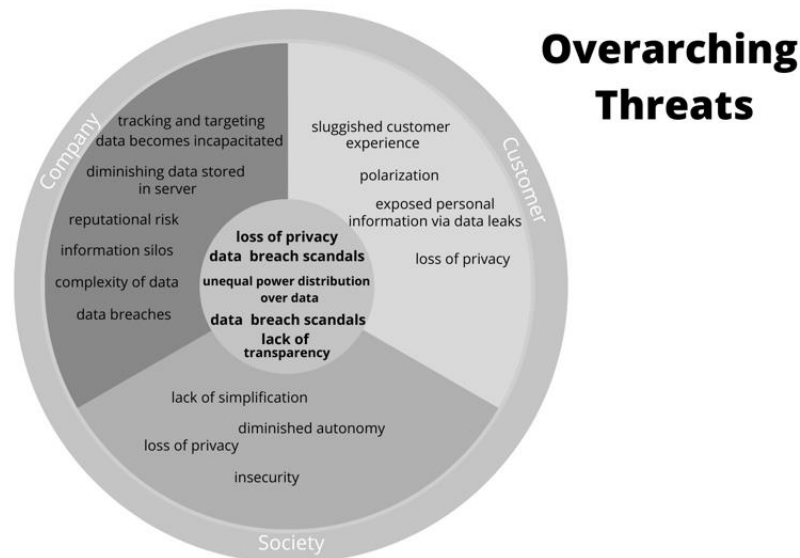 Overarching
Threats
Company
tracking and targeting
data becomes incapacitated
diminishing data stored
in server
reputational risk
information silos
complexity of data
data breaches
Customer
sluggished customer
experience
polarization
exposed personal
information via data leaks
loss of privacy
loss of privacy
data breach scandals
unequal power distribution
over data
data breach scandals
lack of
transparency
lack of simplification
diminished autonomy
loss of privacy
insecurity
Society